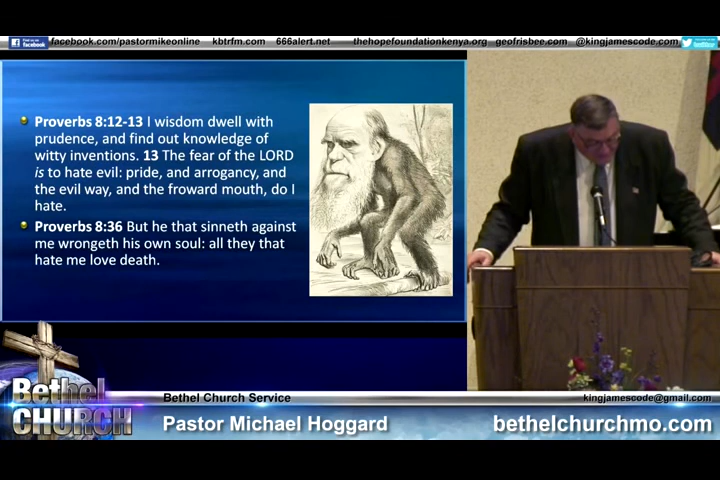 facebook.com/pastormikeonline kbtrfm.com 666alert.net thehopefoundationkenya.org geofrisbee.com @kingjamescode.com
Proverbs 8:12-13 I wisdom dwell with
prudence, and find out knowledge of
witty inventions. 13 The fear of the LORD
is to hate evil: pride, and arrogancy, and
the evil way, and the froward mouth, do I
hate.
Proverbs 8:36 But he that sinneth against
me wrongeth his own soul: all they that
hate me love death.
Bethel
CHURCH
Bethel Church Service
kingjamescode@gmail.com
Pastor Michael Hoggard
bethelchurchmo.com